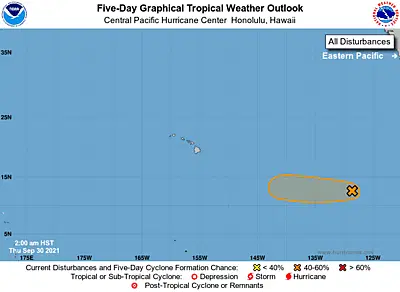 Five-Day Graphical Tropical Weather Outlook
Central Pacific Hurricane Center Honolulu, Hawaii
All Disturbances
Eastern Pacific
35N
25N
15N
5N
2:00 am HST
Thu Sep 30 2021
www.hurricanes.gov
175E
175W
165W
155W
145W
135W
125W
Current Disturbances and Five-Day Cyclone Formation Chance: < 40% 40-60% > 60%
Tropical or Sub-Tropical Cyclone: Depression Storm Hurricane
Post-Tropical Cyclone or Remnants